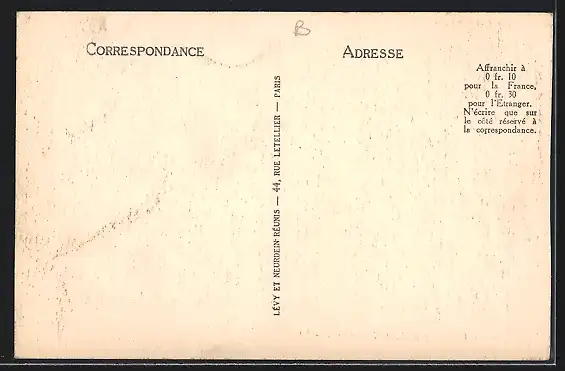 B
CORRESPONDANCE
ADRESSE
Affranchir à
0 fr. 10
pour la France,
0 fr. 30
pour l'Etranger.
N'écrire que sur
le côté réservé à
la correspondance.
LÉVY ET NEURDEIN RÉUNIS — 44, RUE LETELLIER — PARIS